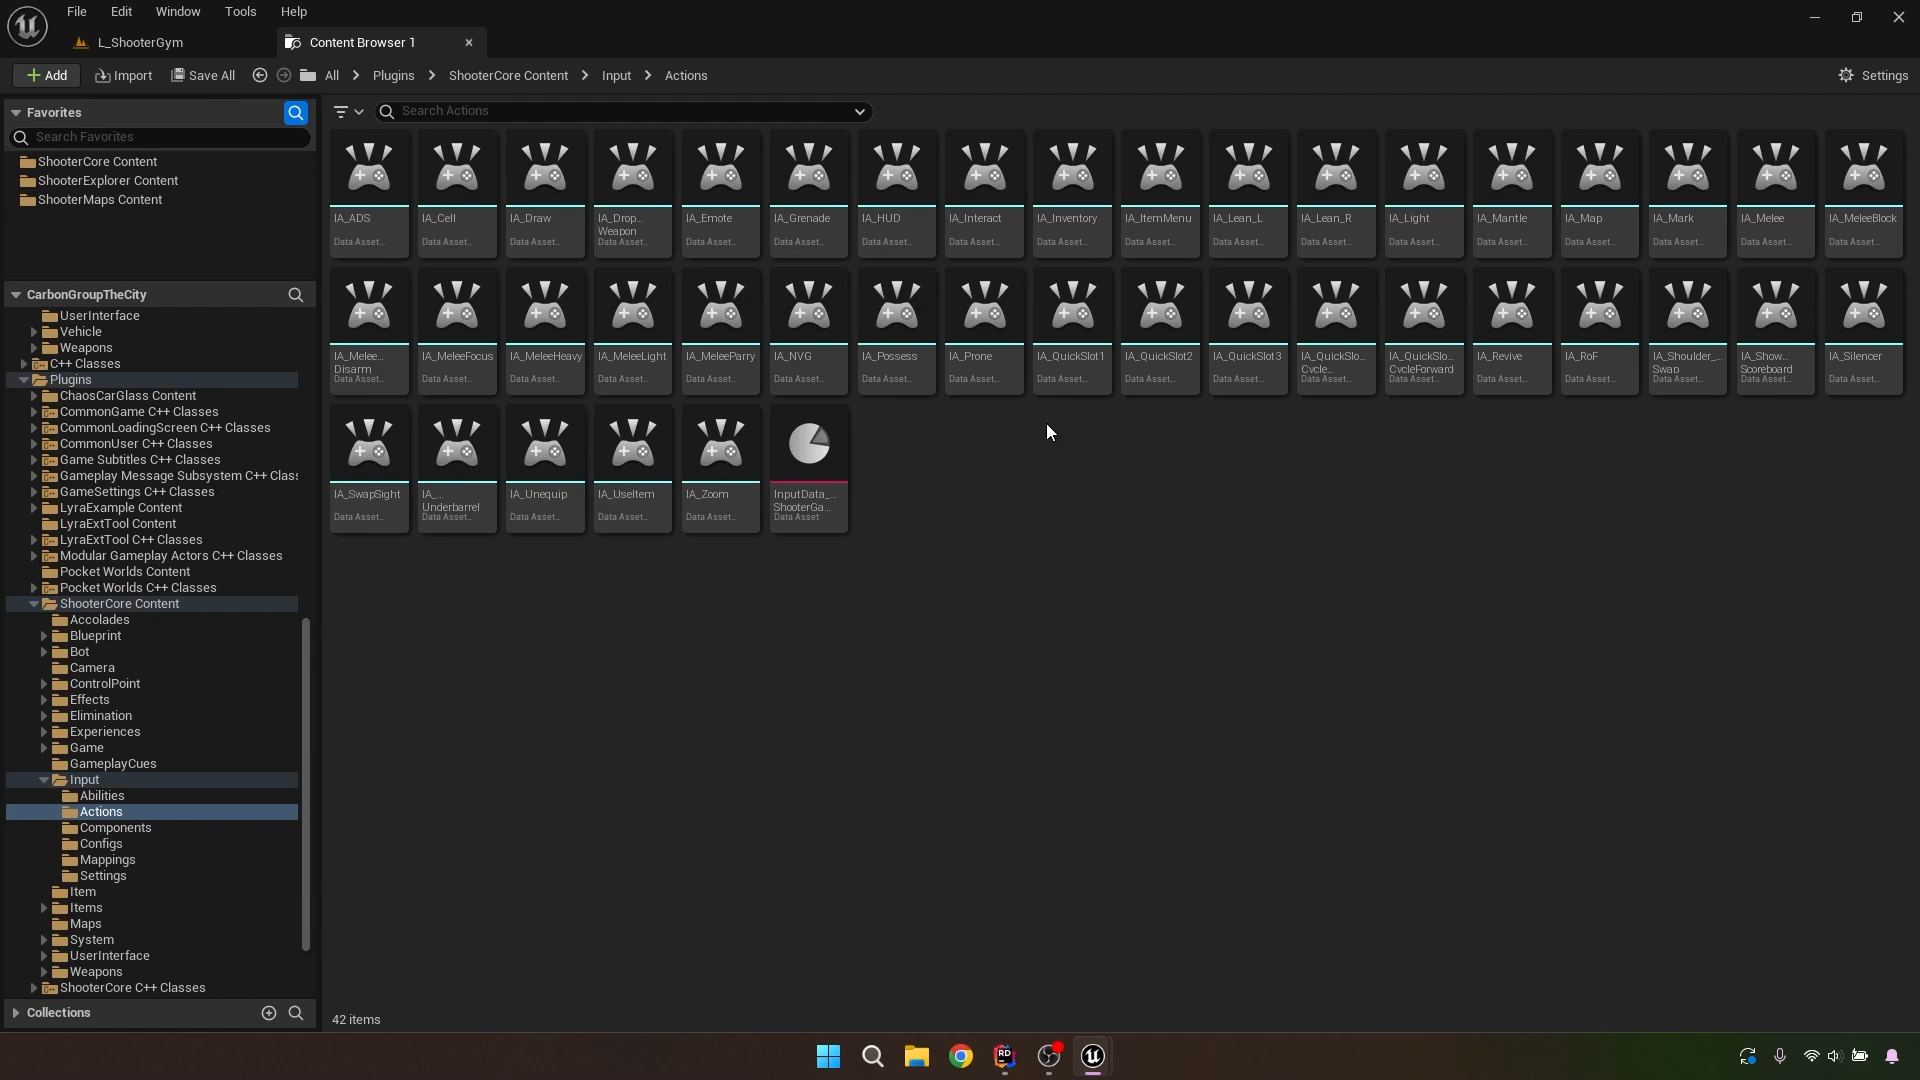 File Edit Window Tools Help
L_ShooterGym
Content Browser 1
Add Import Save All All Plugins ShooterCore Content Input Actions Settings
Favorites
Search Favorites
ShooterCore Content
ShooterExplorer Content
ShooterMaps Content
CarbonGroupTheCity
UserInterface
Vehicle
Weapons
C++ Classes
Plugins
ChaosCarGlass Content
CommonGame C++ Classes
CommonLoadingScreen C++ Classes
CommonUser C++ Classes
Game Subtitles C++ Classes
Gameplay Message Subsystem C++ Class
GameSettings C++ Classes
LyraExample Content
LyraExtTool Content
LyraExtTool C++ Classes
Modular Gameplay Actors C++ Classes
Pocket Worlds Content
Pocket Worlds C++ Classes
ShooterCore Content
Accolades
Blueprint
Bot
Camera
ControlPoint
Effects
Elimination
Experiences
Game
GameplayCues
Input
Abilities
Actions
Components
Configs
Mappings
Settings
Item
Items
Maps
System
UserInterface
Weapons
ShooterCore C++ Classes
Collections
Search Actions
IA_ADS IA_Cell IA_Draw IA_Drop... IA_Emote IA_Grenade IA_HUD IA_Interact IA_Inventory IA_ItemMenu IA_Lean_L IA_Lean_R IA_Light IA_Mantle IA_Map IA_Mark IA_Melee IA_MeleeBlock
Weapon
Data Asset... Data Asset... Data Asset... Data Asset... Data Asset... Data Asset... Data Asset... Data Asset... Data Asset... Data Asset... Data Asset... Data Asset... Data Asset... Data Asset... Data Asset... Data Asset... Data Asset... Data Asset...
IA_Melee... IA_MeleeFocus IA_MeleeHeavy IA_MeleeLight IA_MeleeParry IA_NVG IA_Possess IA_Prone IA_QuickSlot1 IA_QuickSlot2 IA_QuickSlot3 IA_QuickSlo... IA_QuickSlo... IA_Revive IA_RoF IA_Shoulder_... IA_Show... IA_Silencer
Disarm Cycle... CycleForward Swap Scoreboard
Data Asset... Data Asset... Data Asset... Data Asset... Data Asset... Data Asset... Data Asset... Data Asset... Data Asset... Data Asset... Data Asset... Data Asset... Data Asset... Data Asset... Data Asset... Data Asset... Data Asset... Data Asset...
IA_SwapSight IA_... IA_Unequip IA_UseItem IA_Zoom InputData_...
Underbarrel ShooterGa...
Data Asset... Data Asset... Data Asset... Data Asset... Data Asset... Data Asset
42 items
RD